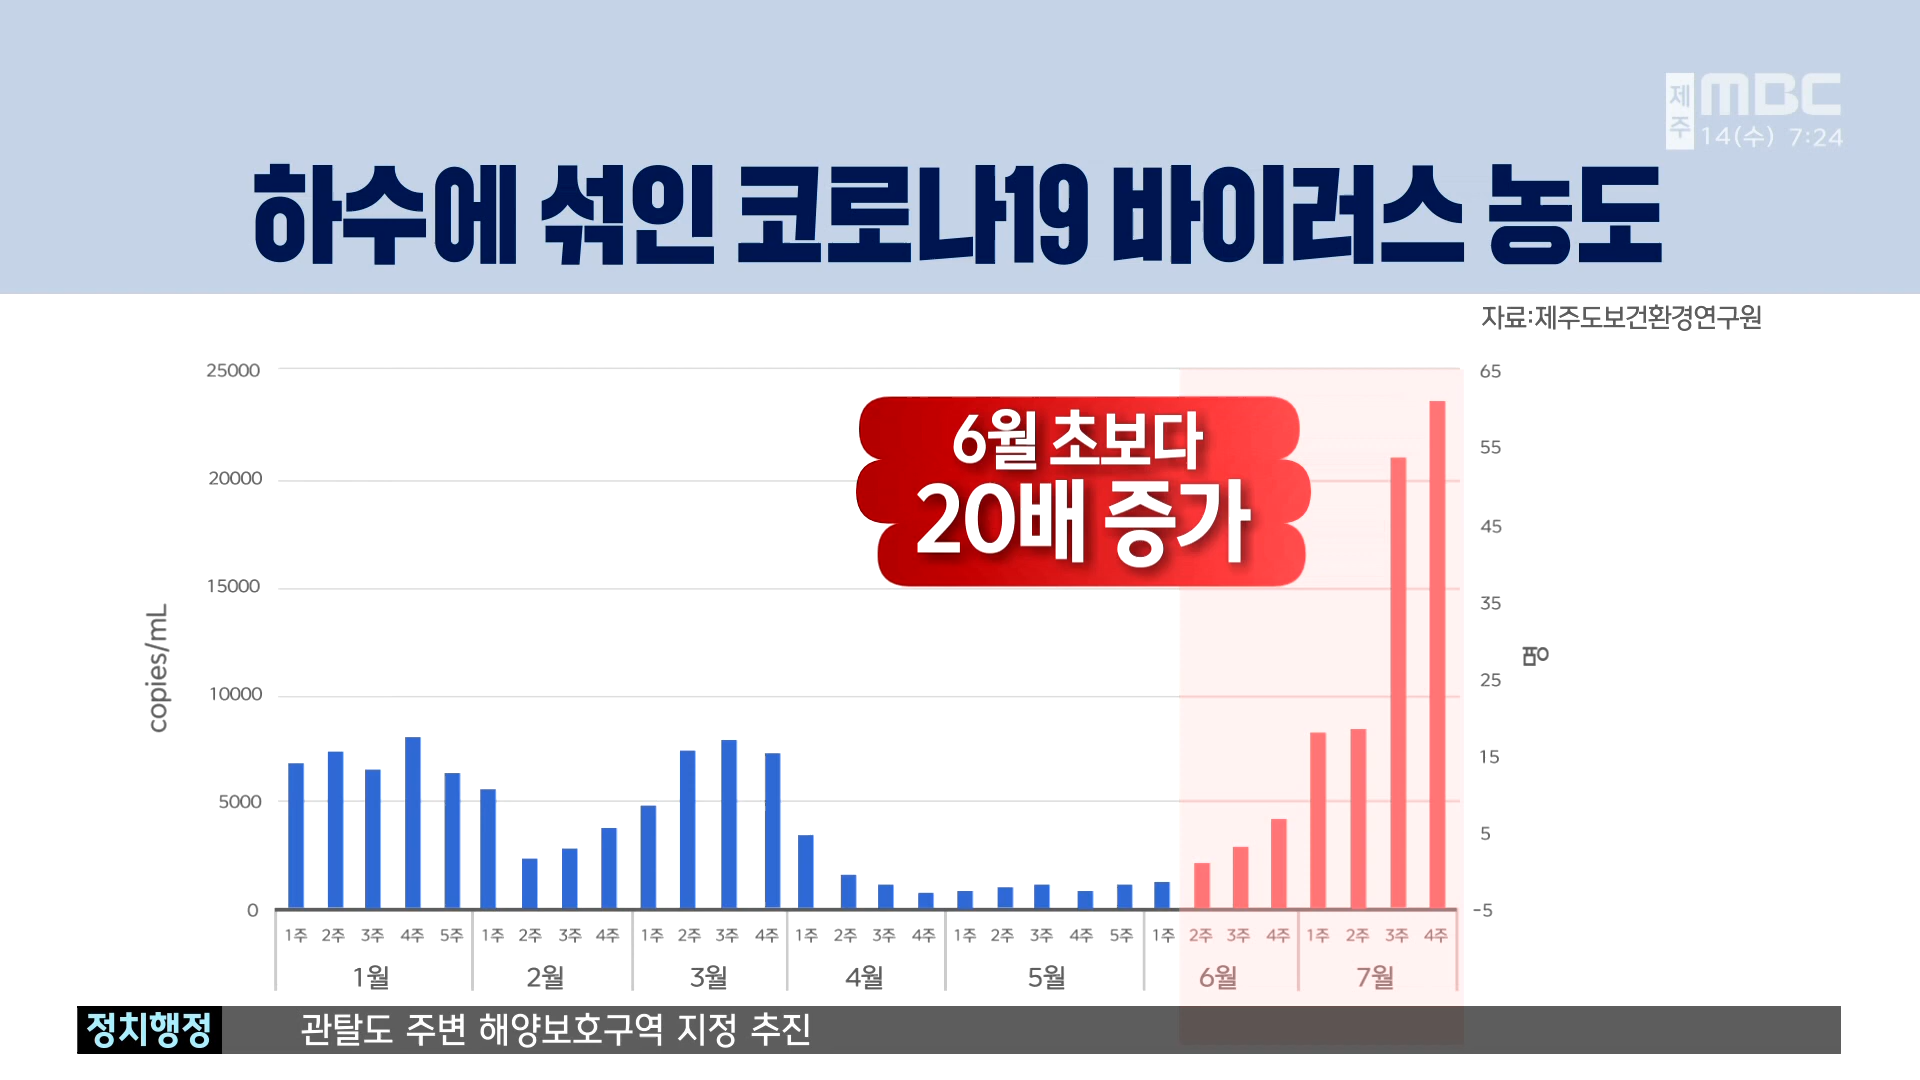 제주 MBC
14(수) 7:24
하수에 섞인 코로나19 바이러스 농도
자료:제주도보건환경연구원
6월 초보다
20배 증가
copies/mL
25000
20000
15000
10000
5000
0
65
55
45
35
25
15
5
-5
명
1주 2주 3주 4주 5주 1주 2주 3주 4주 1주 2주 3주 4주 1주 2주 3주 4주 1주 2주 3주 4주 5주 1주 2주 3주 4주 1주 2주 3주 4주
1월 2월 3월 4월 5월 6월 7월
정치행정 관탈도 주변 해양보호구역 지정 추진